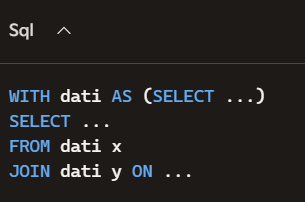 Sql
WITH dati AS (SELECT ...)
SELECT ...
FROM dati x
JOIN dati y ON ...